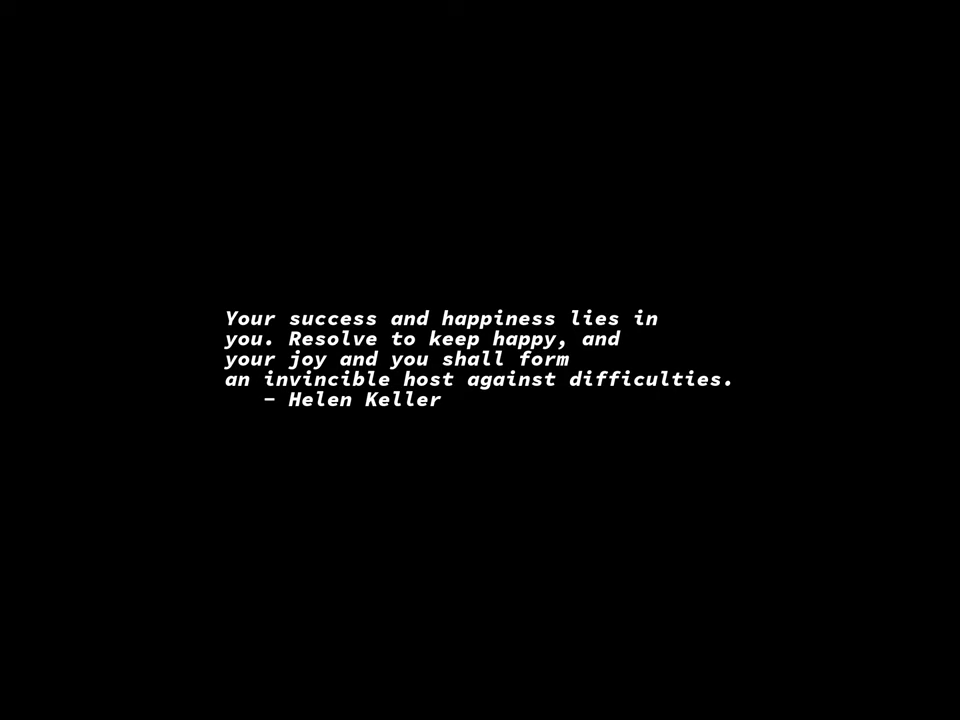 Your success and happiness lies in
you. Resolve to keep happy, and
your joy and you shall form
an invincible host against difficulties.
- Helen Keller